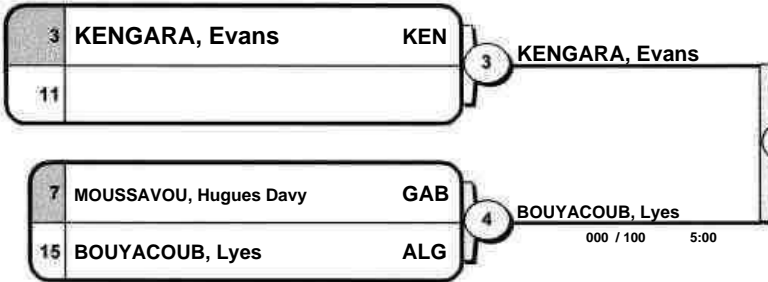 3 KENGARA, Evans KEN
11
3 KENGARA, Evans
7 MOUSSAVOU, Hugues Davy GAB
15 BOUYACOUB, Lyes ALG
4 BOUYACOUB, Lyes
000 / 100 5:00